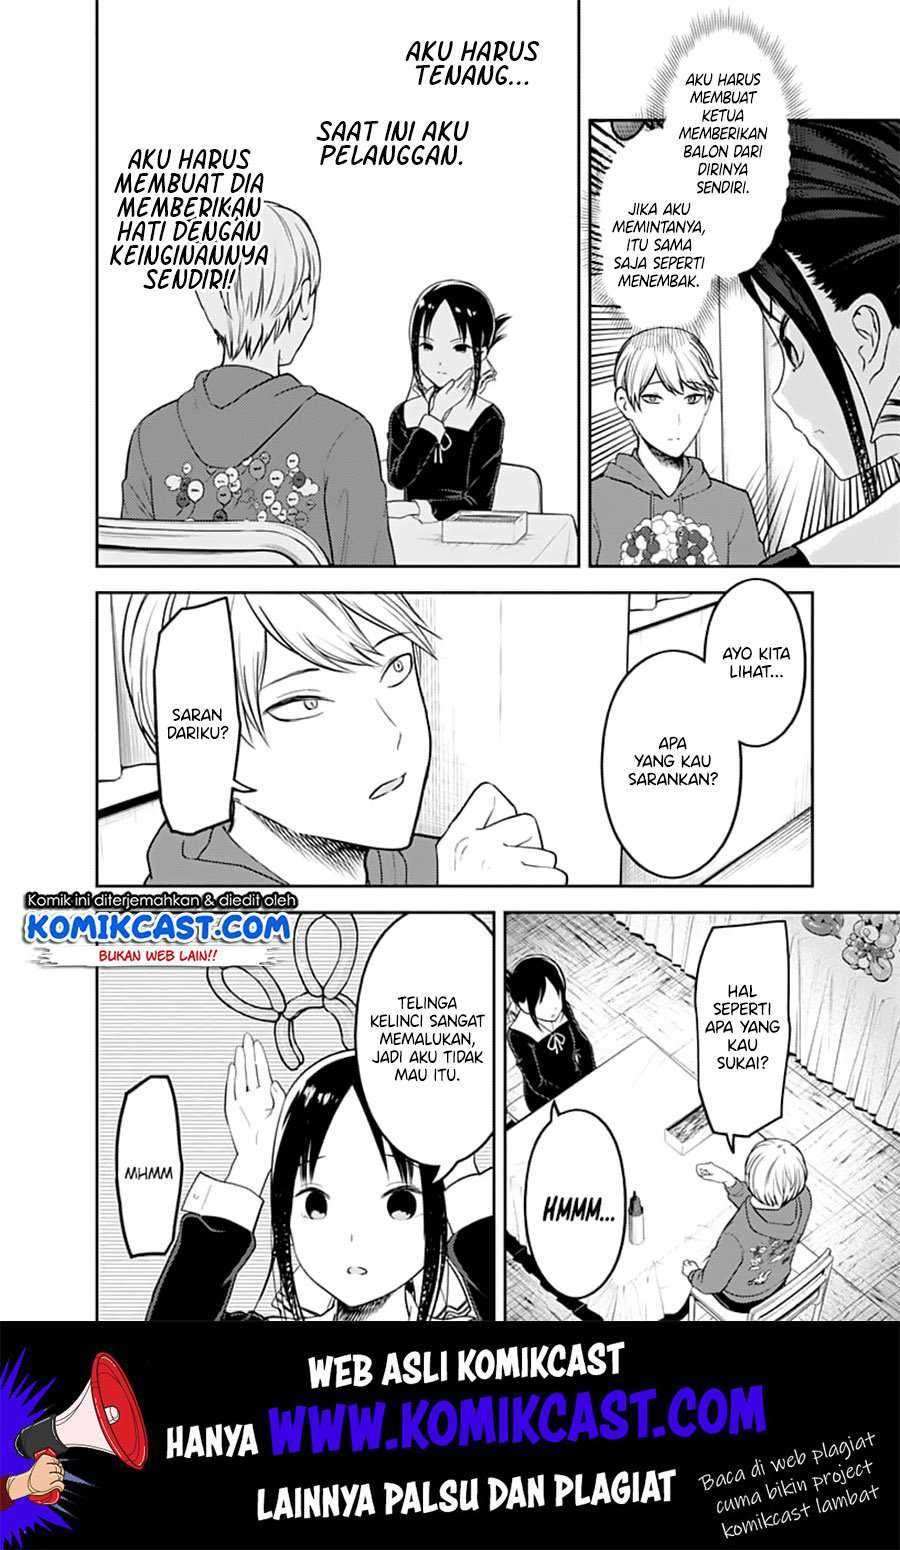 AKU HARUS
MEMBUAT
KETUA
MEMBERIKAN
BALON DARI
DIRINYA
SENDIRI.
JIKA AKU
MEMINTANYA,
ITU SAMA
SAJA SEPERTI
MENEMBAK.
AKU HARUS
TENANG...
SAAT INI AKU
PELANGGAN.
AKU HARUS
MEMBUAT DIA
MEMBERIKAN
HATI DENGAN
KEINGINANNYA
SENDIRI!
AYO KITA
LIHAT...
APA
YANG KAU
SARANKAN?
SARAN
DARIKU?
Komik ini diterjemahkan & diedit oleh
KOMIKCAST.COM
BUKAN WEB LAIN!!
HAL
SEPERTI
APA YANG
KAU
SUKAI?
HMMM...
TELINGA
KELINCI SANGAT
MEMALUKAN,
JADI AKU TIDAK
MAU ITU.
MHMM
WEB ASLI KOMIKCAST
HANYA WWW.KOMIKCAST.COM
LAINNYA PALSU DAN PLAGIAT
Baca di web plagiat
cuma bikin project
komikcast lambat